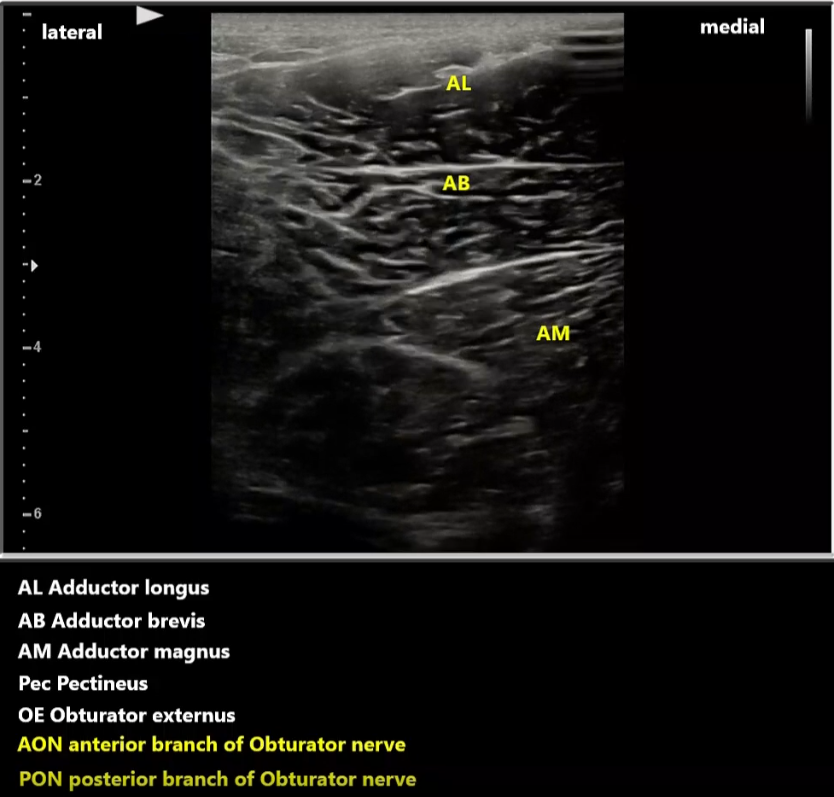 lateral
medial
AL
2
AB
AM
4
6
AL Adductor longus
AB Adductor brevis
AM Adductor magnus
Pec Pectineus
OE Obturator externus
AON anterior branch of Obturator nerve
PON posterior branch of Obturator nerve